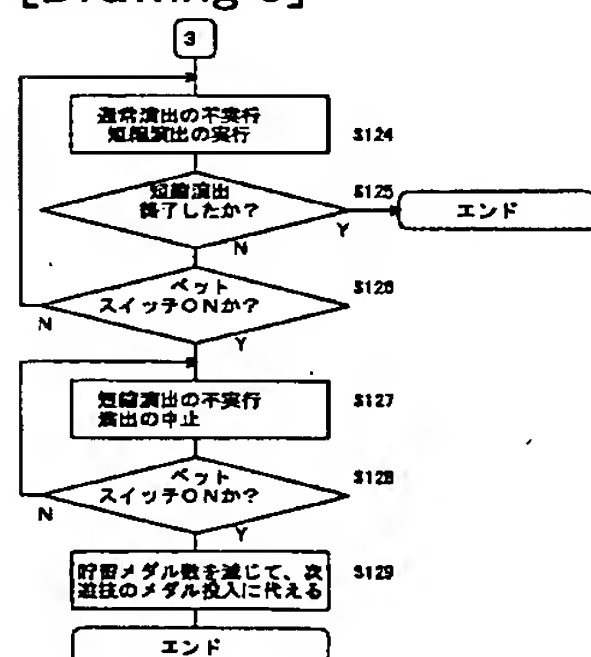 3
通常演出の不実行
短縮演出の実行
S124
短縮演出
終了したか?
S125
エンド
Y
N
ベット
スイッチONか?
S126
N
Y
短縮演出の不実行
演出の中止
S127
ベット
スイッチONか?
S128
N
Y
貯留メダル数を減じて、次
遊技のメダル投入に代える
S129
エンド